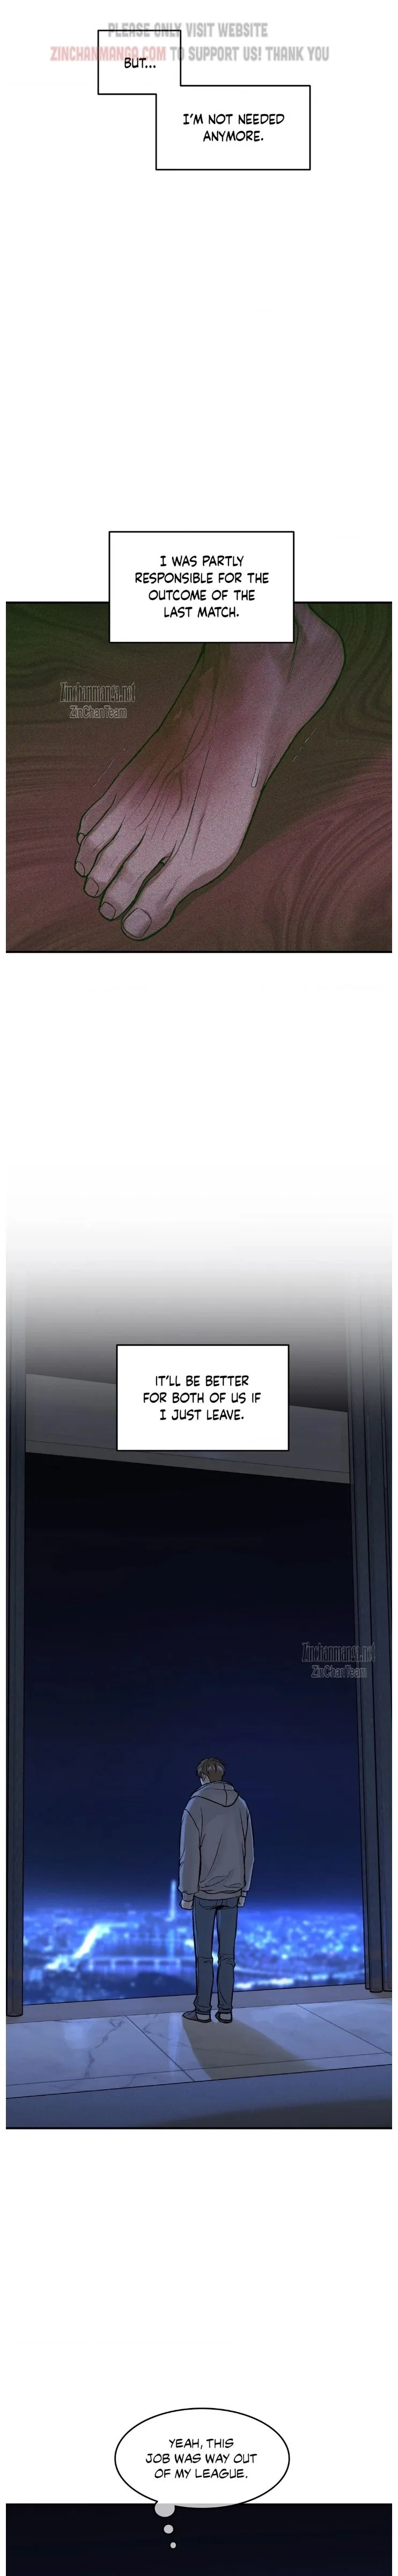 PLEASE ONLY VISIT WEBSITE
ZINCHANMANGA.COM TO SUPPORT US! THANK YOU
BUT...
I'M NOT NEEDED
ANYMORE.
I WAS PARTLY
RESPONSIBLE FOR THE
OUTCOME OF THE
LAST MATCH.
Zinchanmanga.net
ZinChanTeam
IT'LL BE BETTER
FOR BOTH OF US IF
I JUST LEAVE.
Zinchanmanga.net
ZinChanTeam
YEAH, THIS
JOB WAS WAY OUT
OF MY LEAGUE.